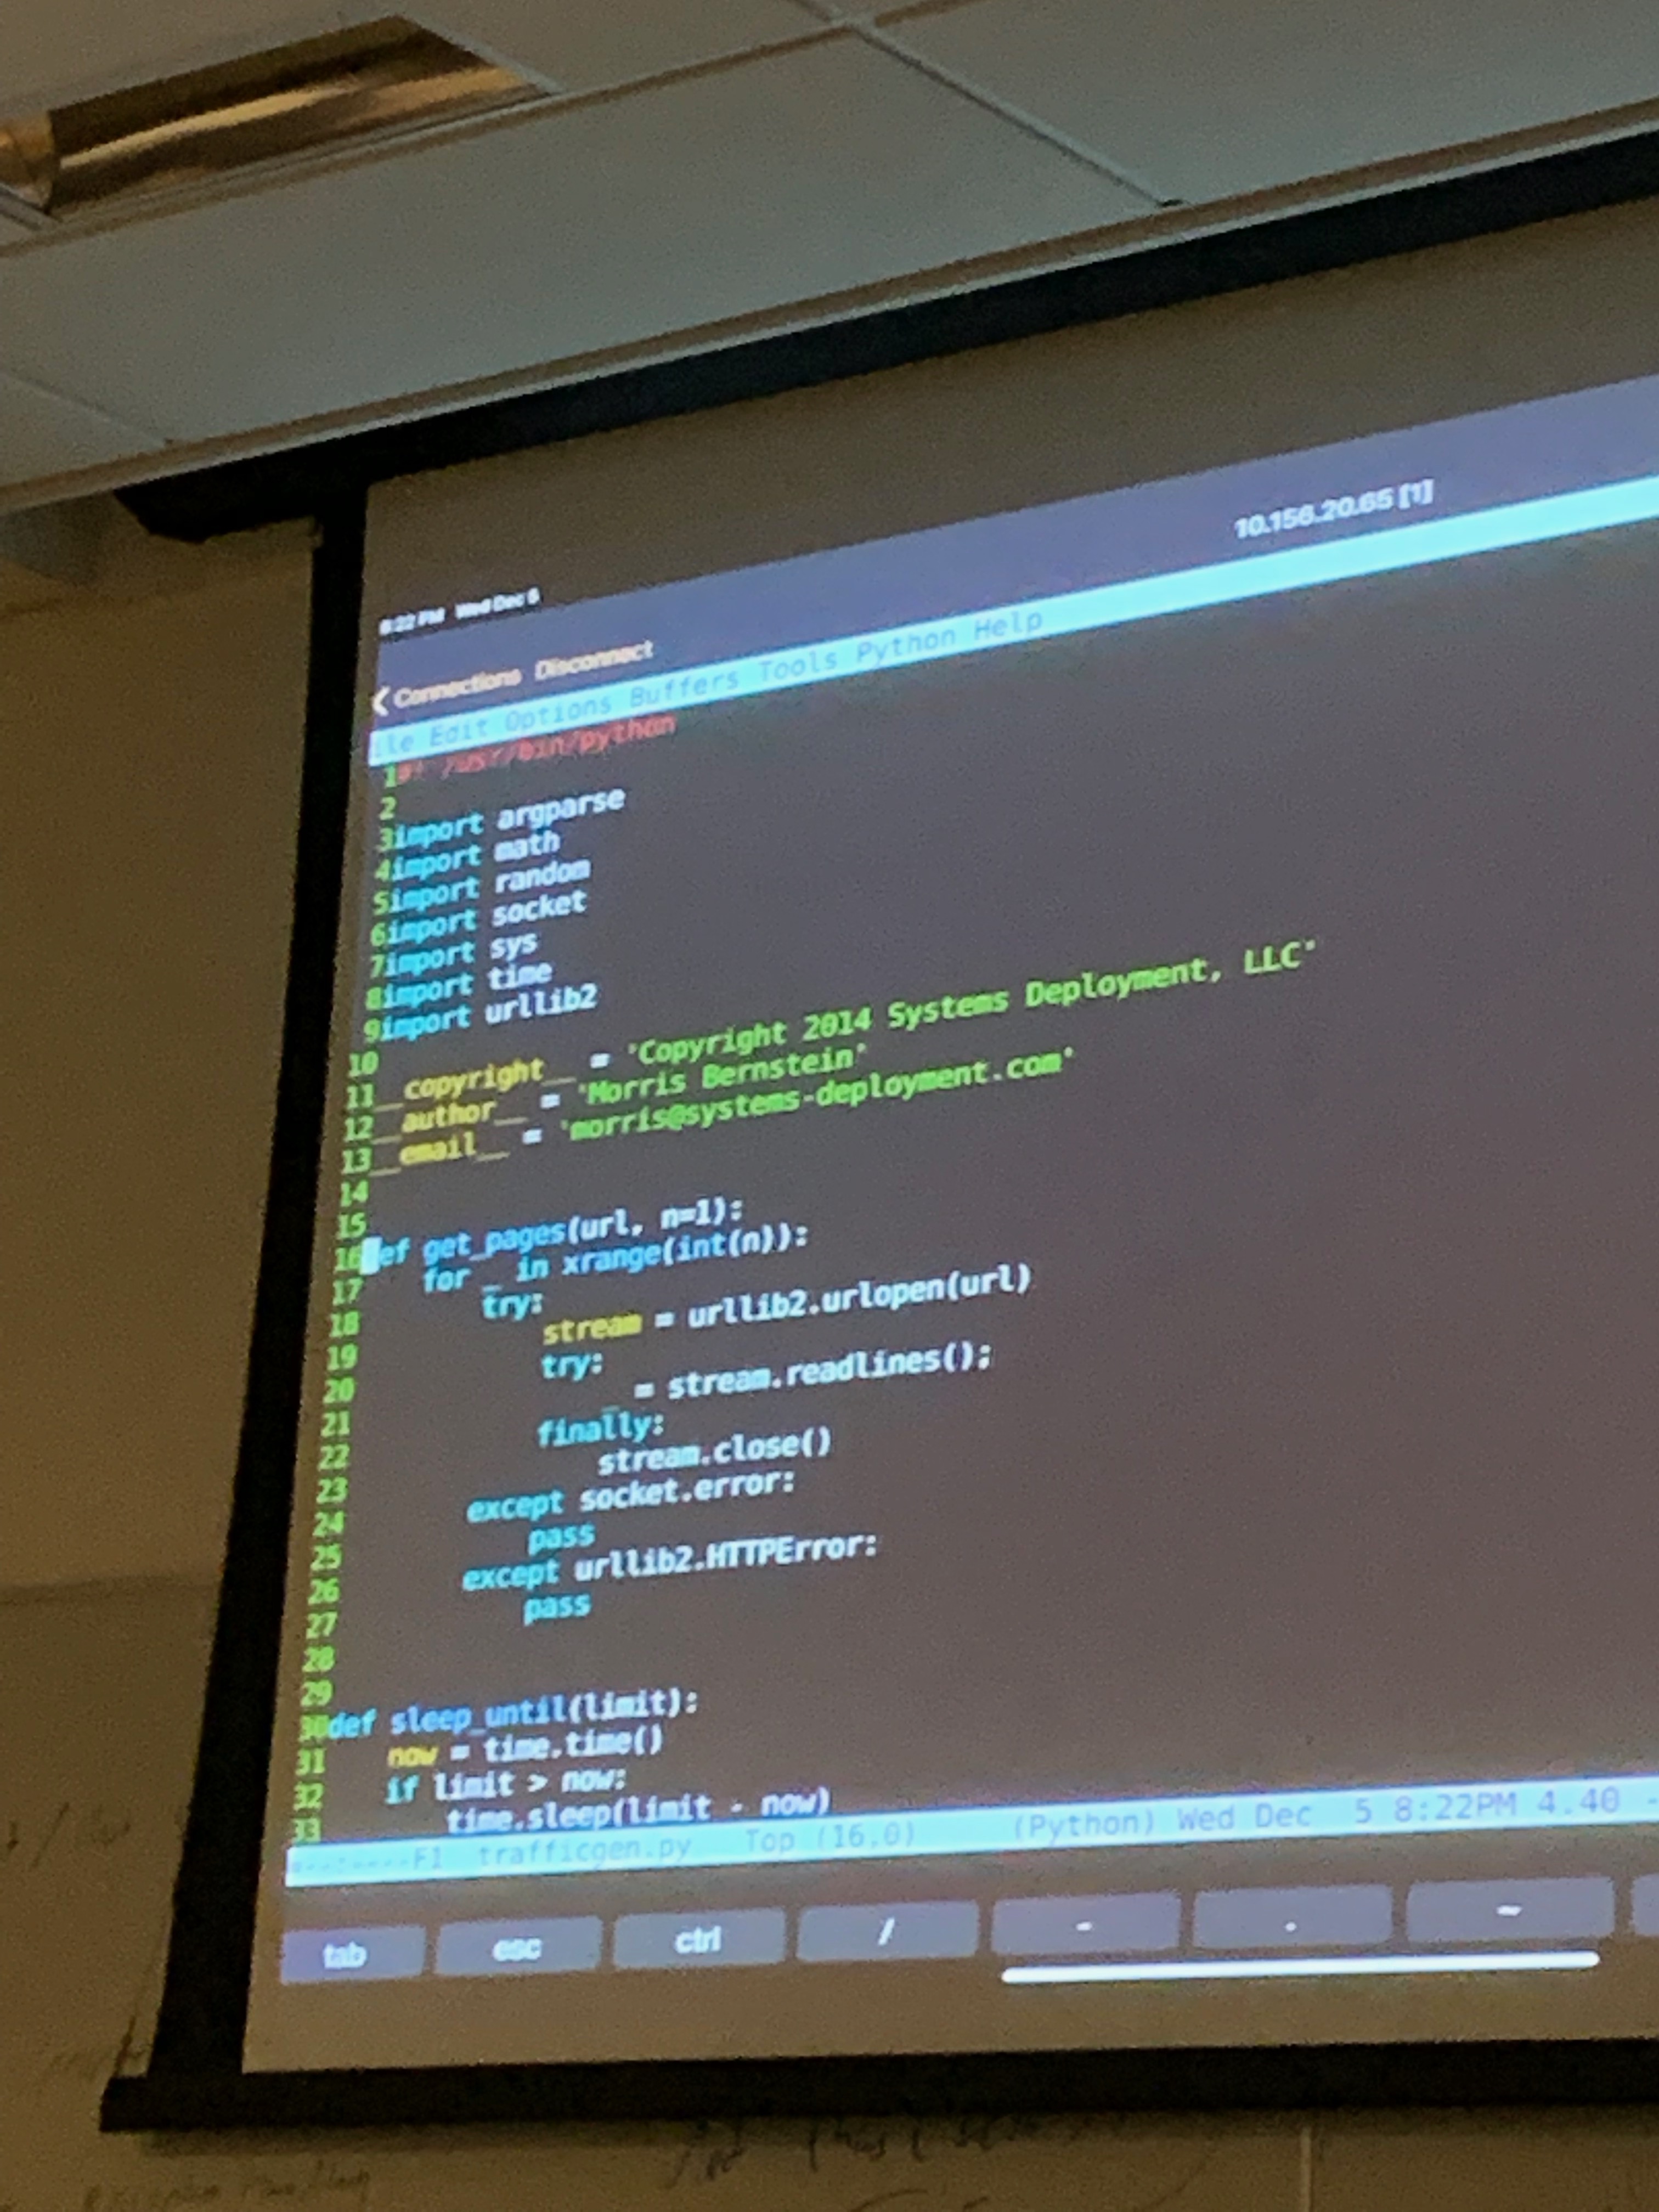 8:22 PM Wed Dec 5
10.156.20.65 [1]
Connections Disconnect
ile Edit Options Buffers Tools Python Help
1#! /usr/bin/python
2
3import argparse
4import math
5import random
6import socket
7import sys
8import time
9import urllib2
10
11__copyright__ = 'Copyright 2014 Systems Deployment, LLC'
12__author__ = 'Morris Bernstein'
13__email__ = 'morris@systems-deployment.com'
14
15
16def get_pages(url, n=1):
17    for _ in xrange(int(n)):
18        try:
19            stream = urllib2.urlopen(url)
20            try:
21                _ = stream.readlines();
22            finally:
23                stream.close()
24        except socket.error:
25            pass
26        except urllib2.HTTPError:
27            pass
28
29
30def sleep_until(limit):
31    now = time.time()
32    if limit > now:
33        time.sleep(limit - now)
F1 trafficgen.py Top (16,0) (Python) Wed Dec 5 8:22PM 4.40 -
tab esc ctrl / - . ~